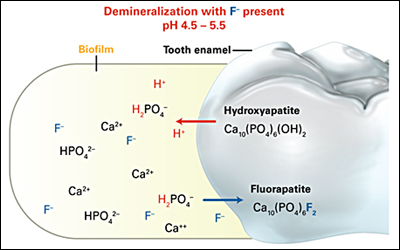 Demineralization with F⁻ present
pH 4.5 – 5.5
Biofilm
Tooth enamel
H⁺
H₂PO₄⁻
Hydroxyapatite
Ca₁₀(PO₄)₆(OH)₂
Ca²⁺
F⁻
F⁻
H⁺
HPO₄²⁻
Ca²⁺
Ca²⁺
H₂PO₄⁻
Fluorapatite
Ca₁₀(PO₄)₆F₂
F⁻
HPO₄²⁻
F⁻
F⁻
Ca⁺⁺